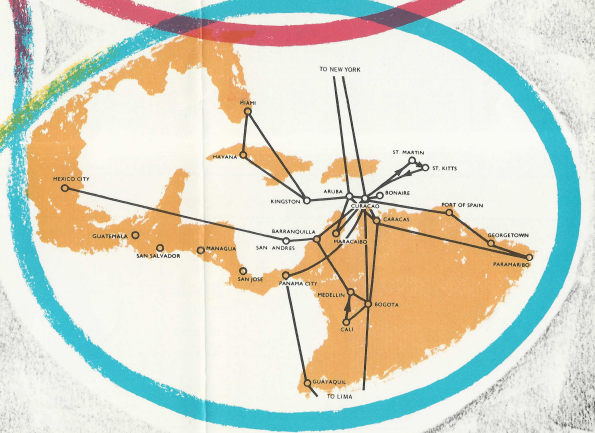 TO NEW YORK
MIAMI
HAVANA
ST. MARTIN
ST. KITTS
MEXICO CITY
KINGSTON
ARUBA
BONAIRE
CURACAO
PORT OF SPAIN
CARACAS
GUATEMALA
BARRANQUILLA
MARACAIBO
GEORGETOWN
SAN ANDRES
SAN SALVADOR
MANAGUA
PARAMARIBO
SAN JOSE
PANAMA CITY
MEDELLIN
BOGOTA
CALI
GUAYAQUIL
TO LIMA